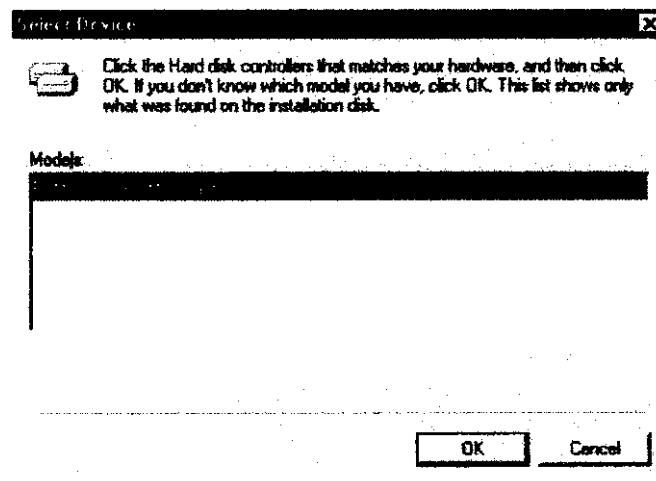 Select Device
Click the Hard disk controllers that matches your hardware, and then click
OK. If you don't know which model you have, click OK. This list shows only
what was found on the installation disk.
Models:
OK
Cancel